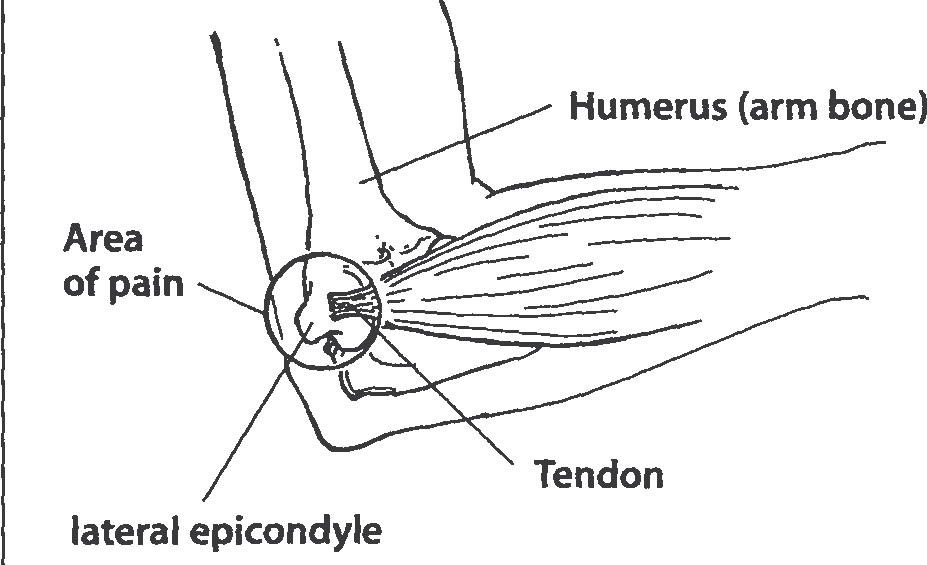 Humerus (arm bone)
Area
of pain
Tendon
lateral epicondyle